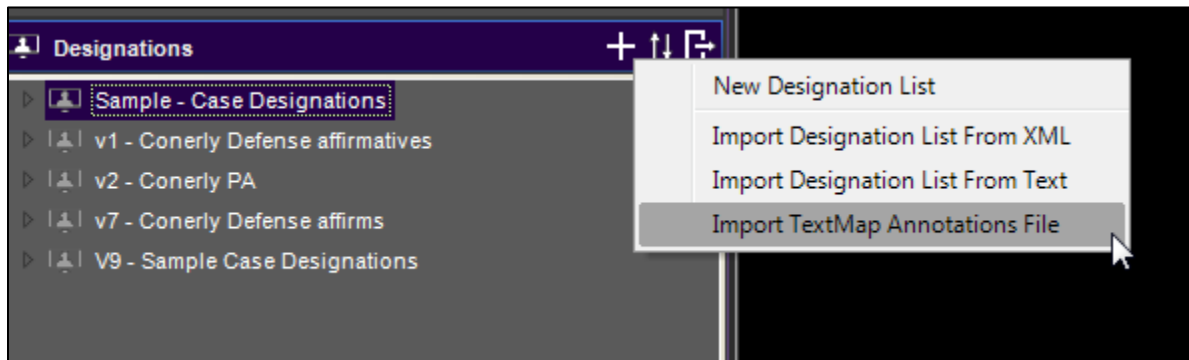 Designations
Sample - Case Designations
v1 - Conerly Defense affirmatives
v2 - Conerly PA
v7 - Conerly Defense affirms
V9 - Sample Case Designations
New Designation List
Import Designation List From XML
Import Designation List From Text
Import TextMap Annotations File